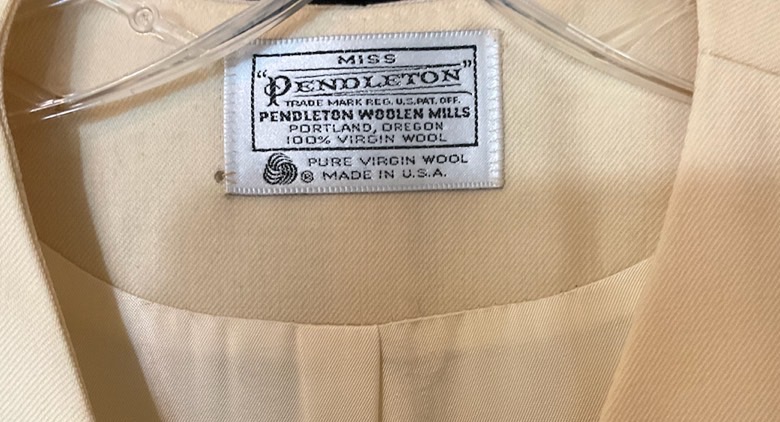 MISS
"PENDLETON"
TRADE MARK REG. U.S. PAT. OFF.
PENDLETON WOOLEN MILLS
PORTLAND, OREGON
100% VIRGIN WOOL
PURE VIRGIN WOOL
® MADE IN U.S.A.